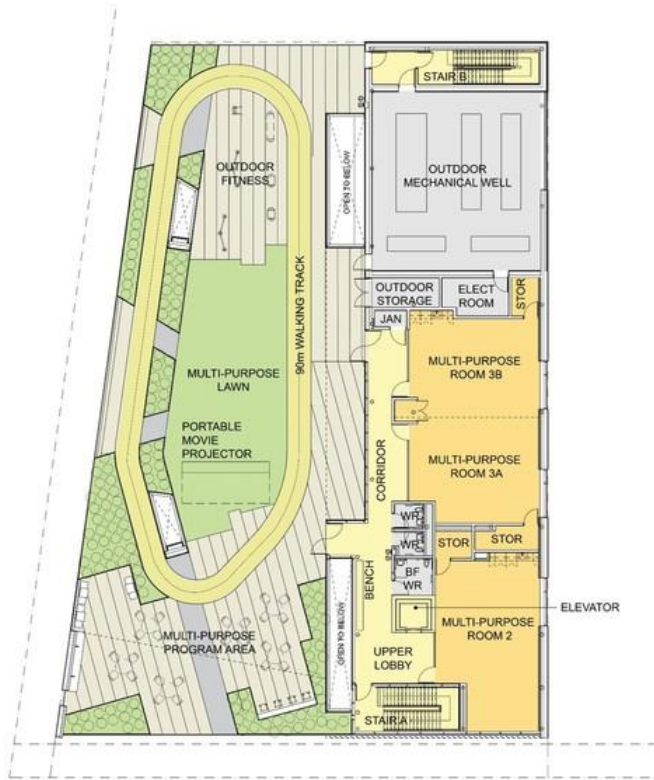 STAIR B
OUTDOOR
FITNESS
OPEN TO BELOW
OUTDOOR
MECHANICAL WELL
90m WALKING TRACK
OUTDOOR
STORAGE
ELECT
ROOM
STOR
JAN
MULTI-PURPOSE
ROOM 3B
MULTI-PURPOSE
LAWN
PORTABLE
MOVIE
PROJECTOR
CORRIDOR
MULTI-PURPOSE
ROOM 3A
WR
WR
STOR
STOR
BF
WR
BENCH
ELEVATOR
MULTI-PURPOSE
ROOM 2
MULTI-PURPOSE
PROGRAM AREA
OPEN TO BELOW
UPPER
LOBBY
STAIR A